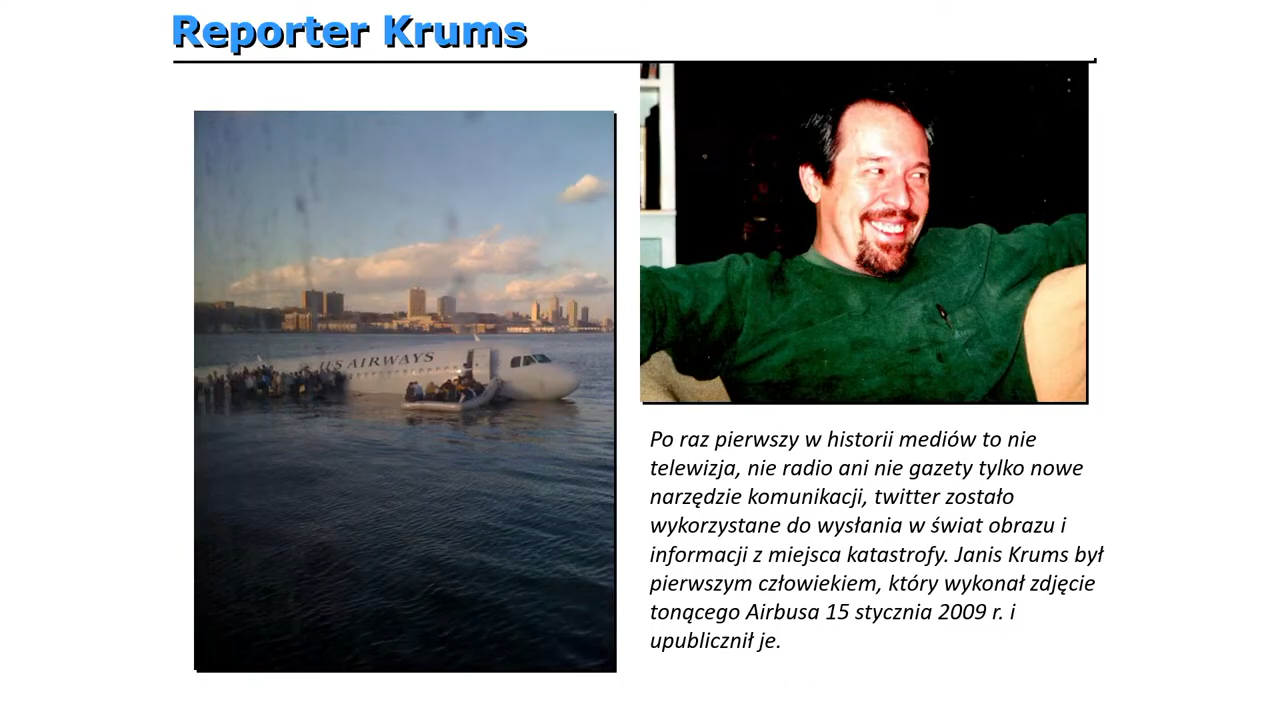 Reporter Krums
US AIRWAYS
Po raz pierwszy w historii mediów to nie
telewizja, nie radio ani nie gazety tylko nowe
narzędzie komunikacji, twitter zostało
wykorzystane do wysłania w świat obrazu i
informacji z miejsca katastrofy. Janis Krums był
pierwszym człowiekiem, który wykonał zdjęcie
tonącego Airbusa 15 stycznia 2009 r. i
upublicznił je.